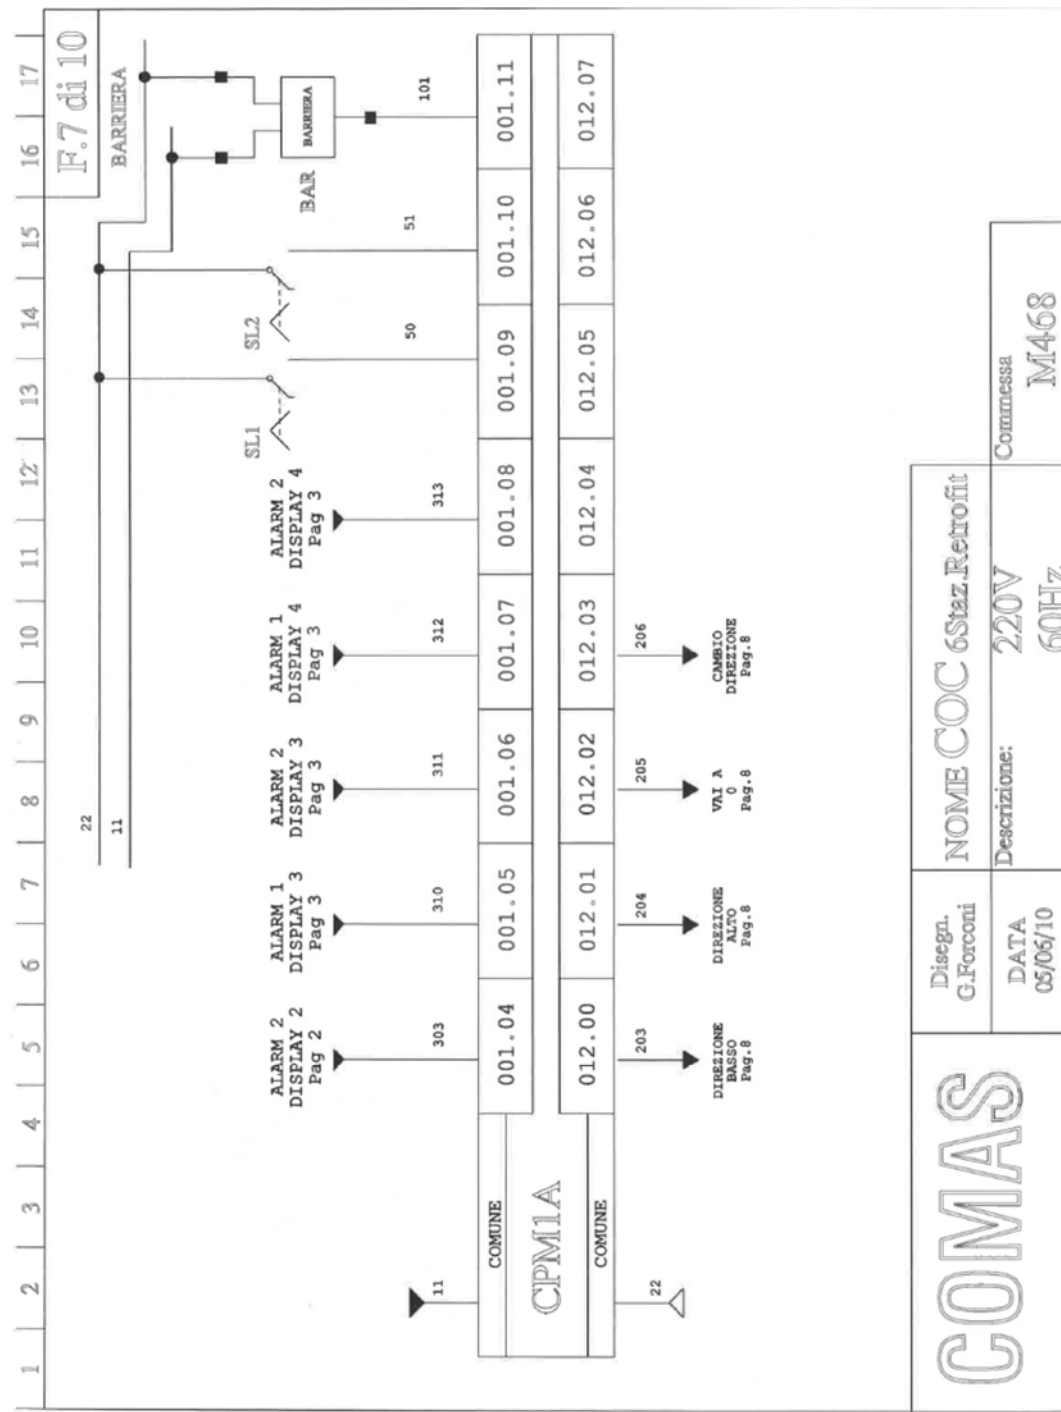 1 2 3 4 5 6 7 8 9 10 11 12 13 14 15 16 17
F.7 di 10
BARRIERA
22
11
BARRIERA
BAR
SL1
SL2
ALARM 2
DISPLAY 2
Pag 2
ALARM 1
DISPLAY 3
Pag 3
ALARM 2
DISPLAY 3
Pag 3
ALARM 1
DISPLAY 4
Pag 3
ALARM 2
DISPLAY 4
Pag 3
11
303
310
311
312
313
50
51
101
COMUNE
001.04
001.05
001.06
001.07
001.08
001.09
001.10
001.11
CPM1A
COMUNE
012.00
012.01
012.02
012.03
012.04
012.05
012.06
012.07
22
203
204
205
206
DIREZIONE
BASSO
Pag.8
DIREZIONE
ALTO
Pag.8
VAI A
0
Pag.8
CAMBIO
DIREZIONE
Pag.8
COMAS
Disegn.
G.Forconi
DATA
05/06/10
NOME COC 6Staz.Retrofit
Descrizione:
220V
60Hz
Commessa
M468